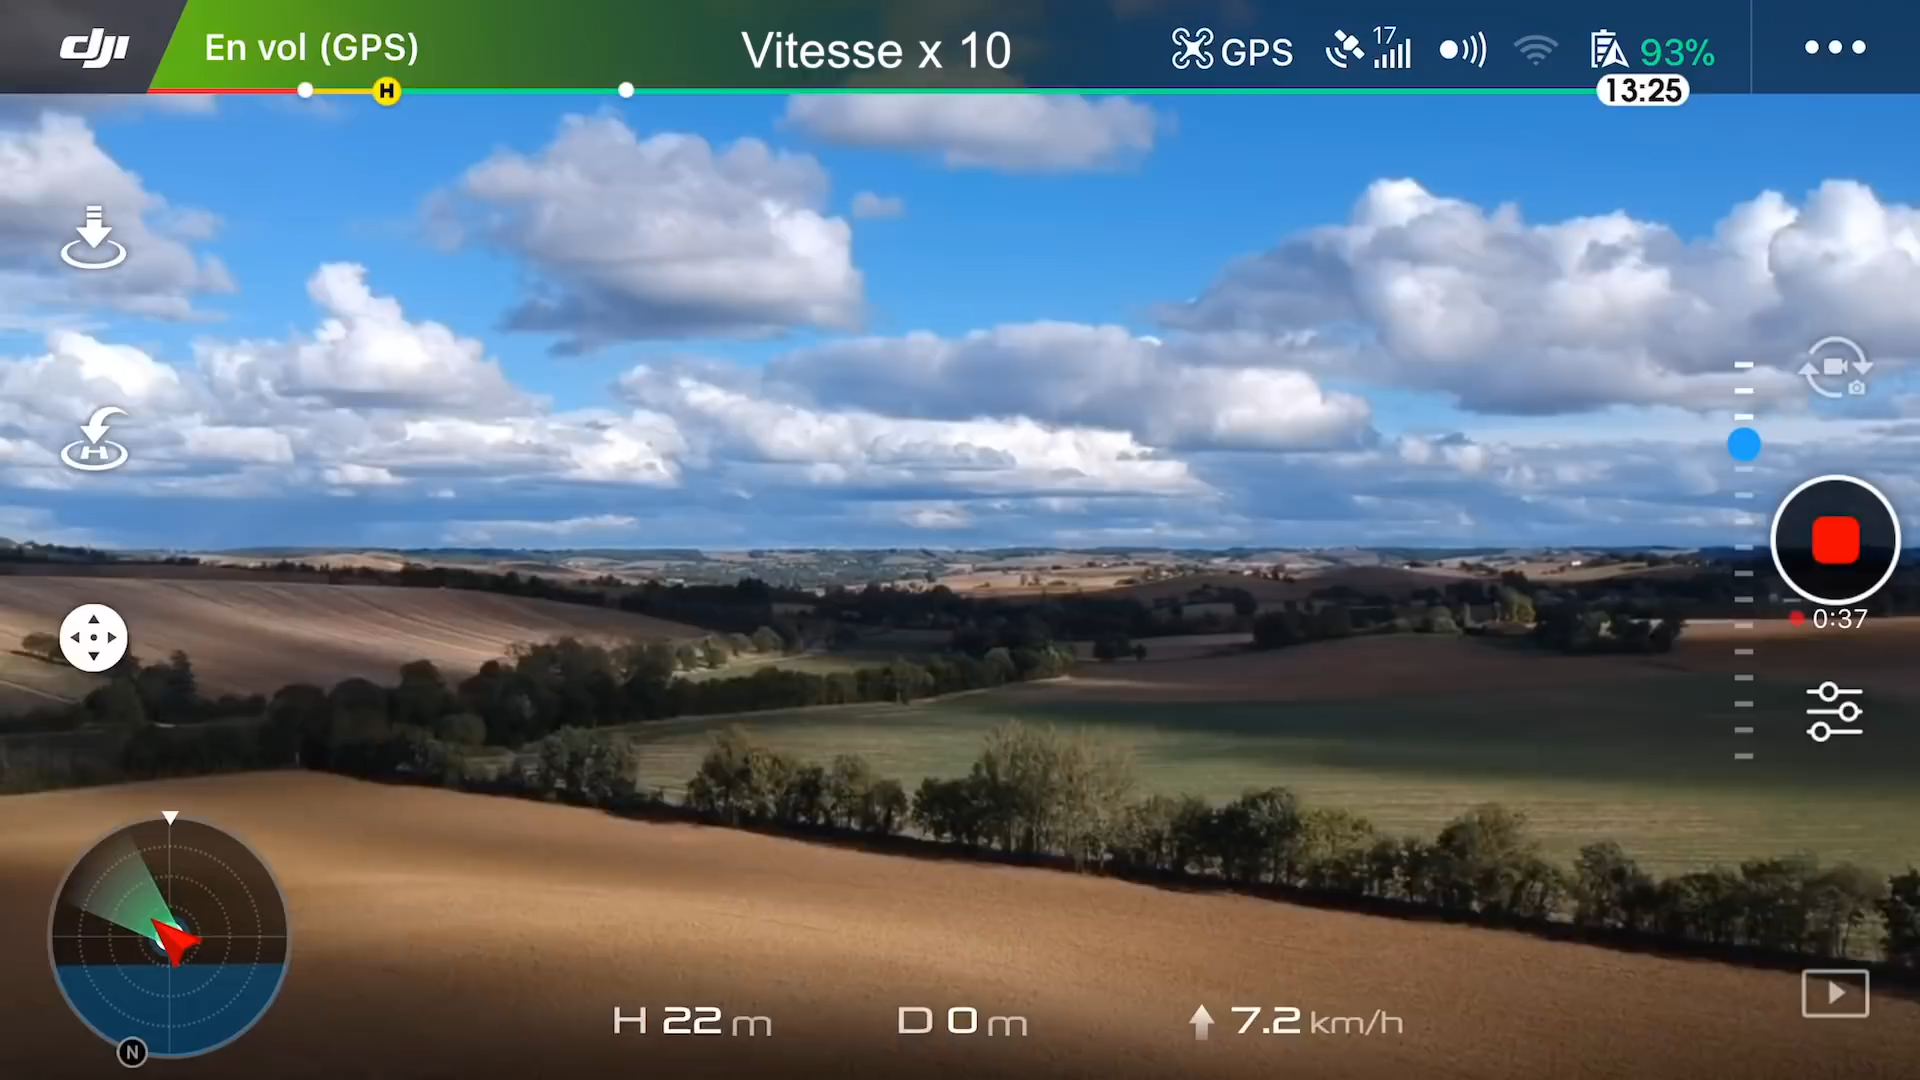 dji
En vol (GPS)
Vitesse x 10
GPS
17
93%
H
13:25
H
0:37
N
H 22 m
D 0 m
7.2 km/h